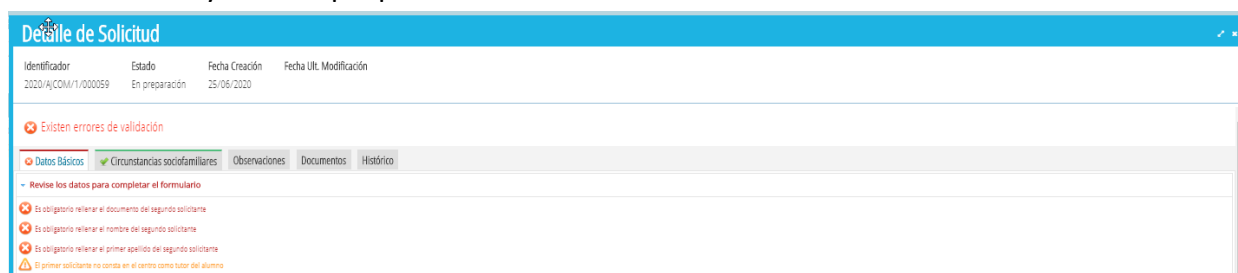 Detalle de Solicitud
Identificador Estado Fecha Creación Fecha Ult. Modificación
2020/AJCOM/1/000059 En preparación 25/06/2020
Existen errores de validación
Datos Básicos Circunstancias sociofamiliares Observaciones Documentos Histórico
Revise los datos para completar el formulario
Es obligatorio rellenar el documento del segundo solicitante
Es obligatorio rellenar el nombre del segundo solicitante
Es obligatorio rellenar el primer apellido del segundo solicitante
El primer solicitante no consta en el centro como tutor del alumno